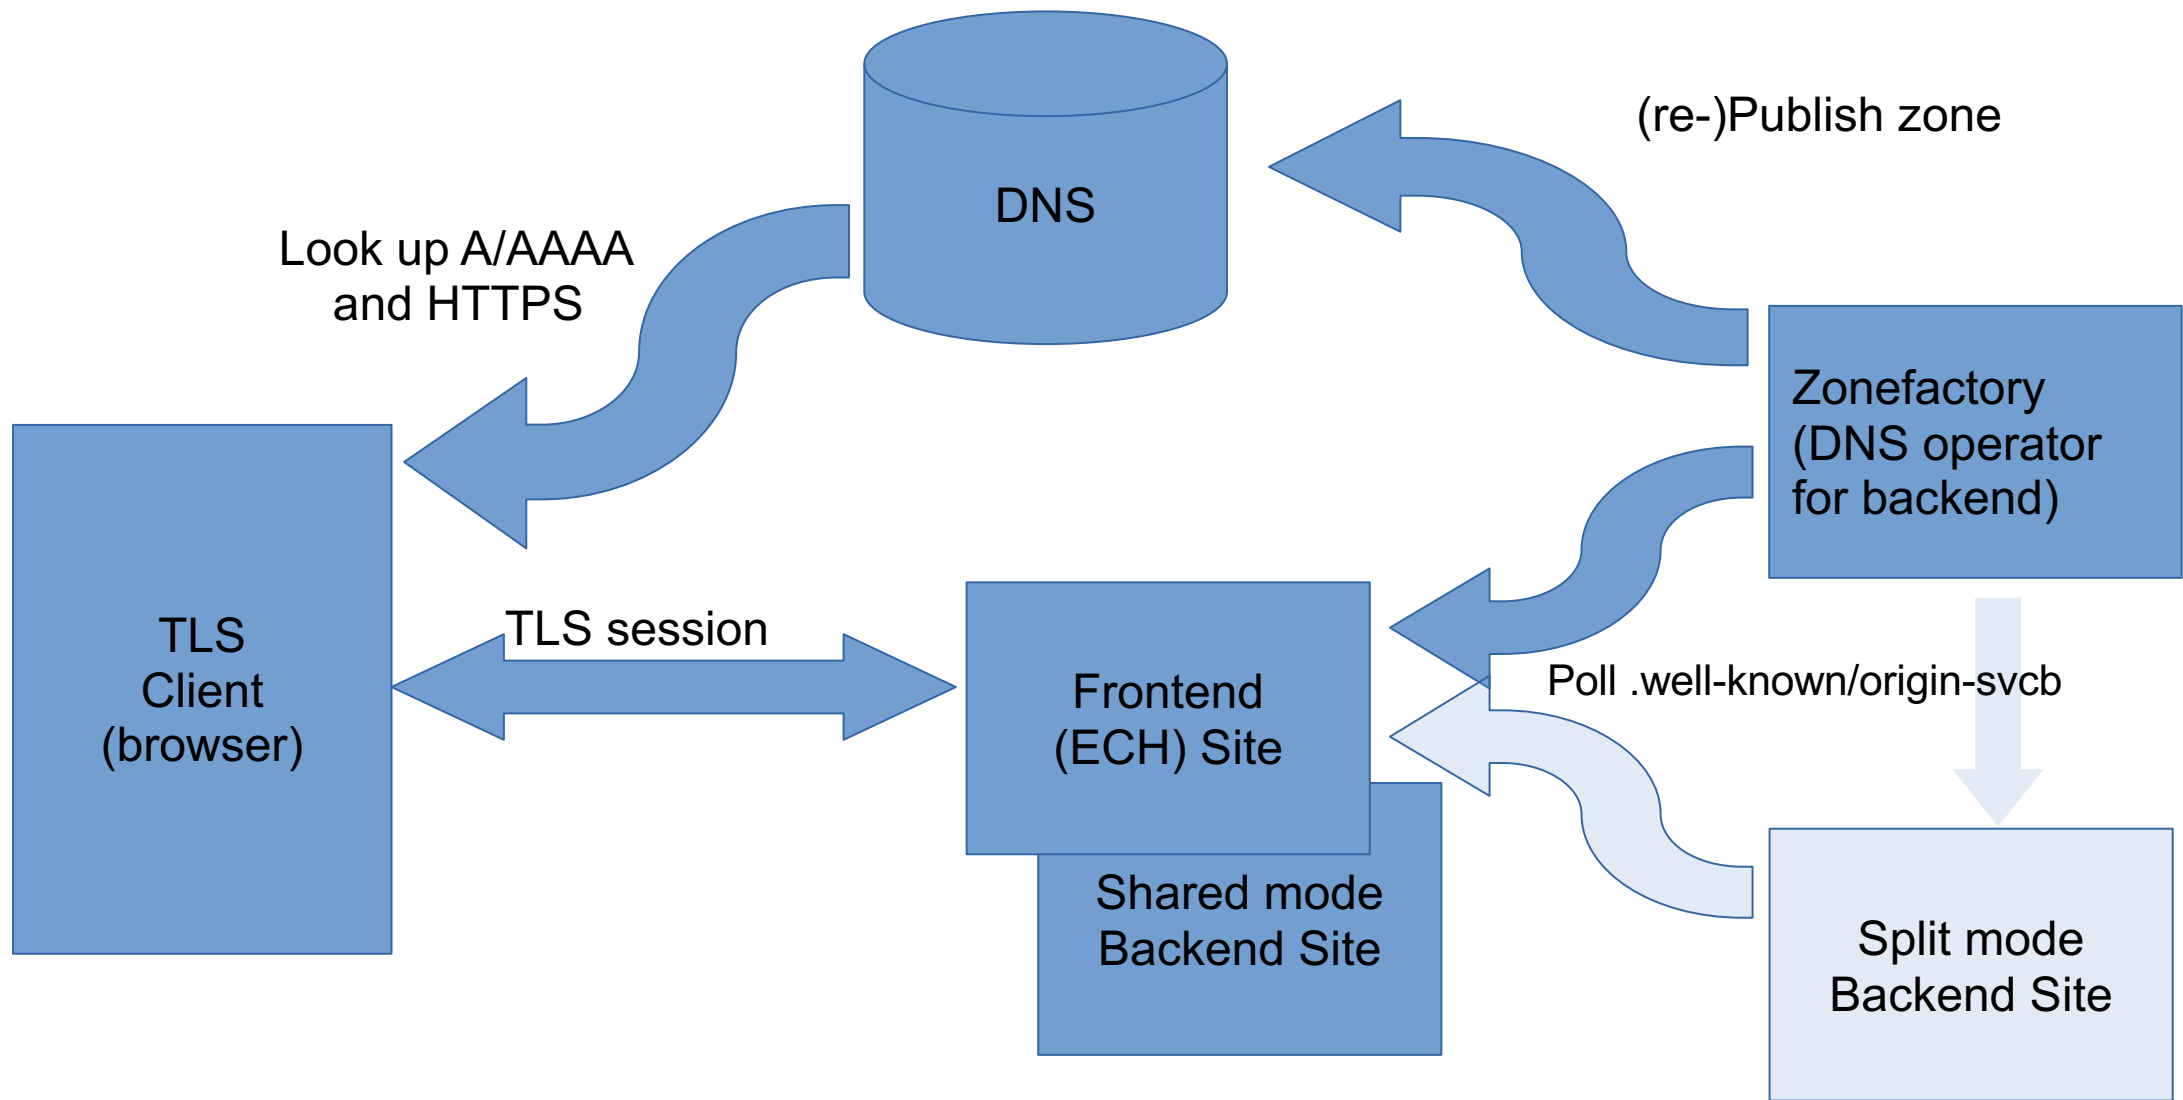 (re-)Publish zone
DNS
Look up A/AAAA
and HTTPS
Zonefactory
(DNS operator
for backend)
TLS session
TLS
Client
(browser)
Frontend
(ECH) Site
Poll .well-known/origin-svcb
Shared mode
Backend Site
Split mode
Backend Site